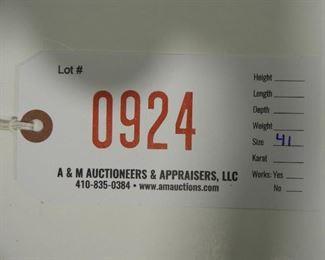 Lot #
0924
A & M AUCTIONEERS & APPRAISERS, LLC
410-835-0384 • www.amauctions.com
Height
Length
Depth
Weight
Size 41
Karat
Works: Yes
No